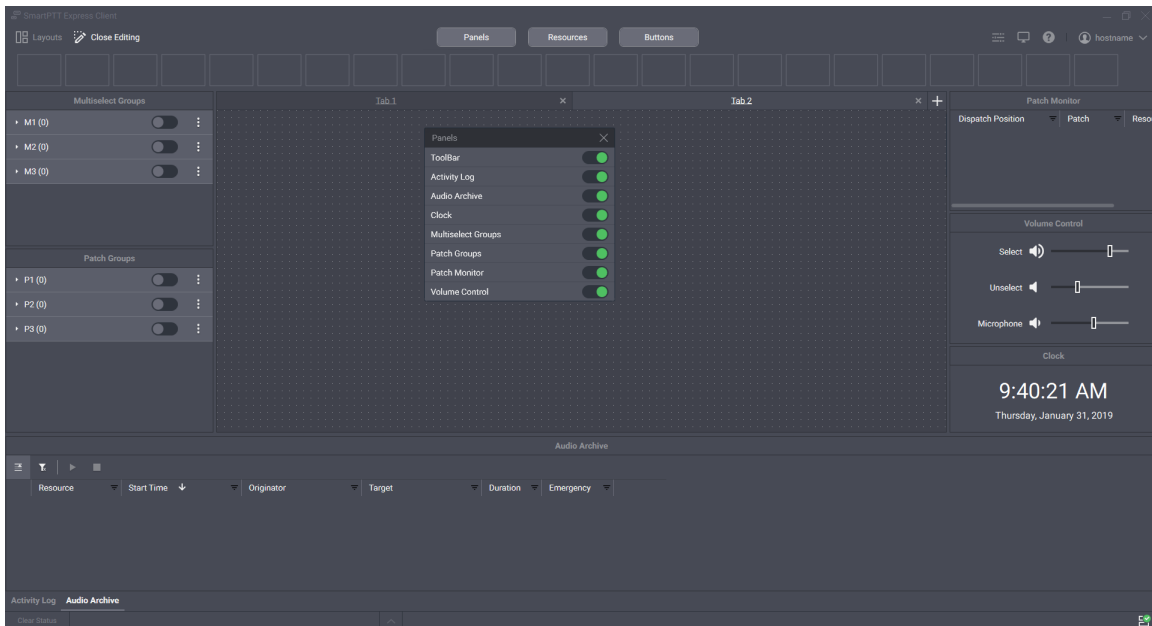 SmartPTT Express Client
Layouts Close Editing Panels Resources Buttons hostname
Multiselect Groups Tab 1 Tab 2 Patch Monitor
M1 (0)
M2 (0)
M3 (0)
Dispatch Position Patch Reso
Panels
ToolBar
Activity Log
Audio Archive
Clock
Multiselect Groups
Patch Groups
Patch Monitor
Volume Control
Patch Groups
P1 (0)
P2 (0)
P3 (0)
Volume Control
Select
Unselect
Microphone
Clock
9:40:21 AM
Thursday, January 31, 2019
Audio Archive
Resource Start Time Originator Target Duration Emergency
Activity Log Audio Archive
Clear Status